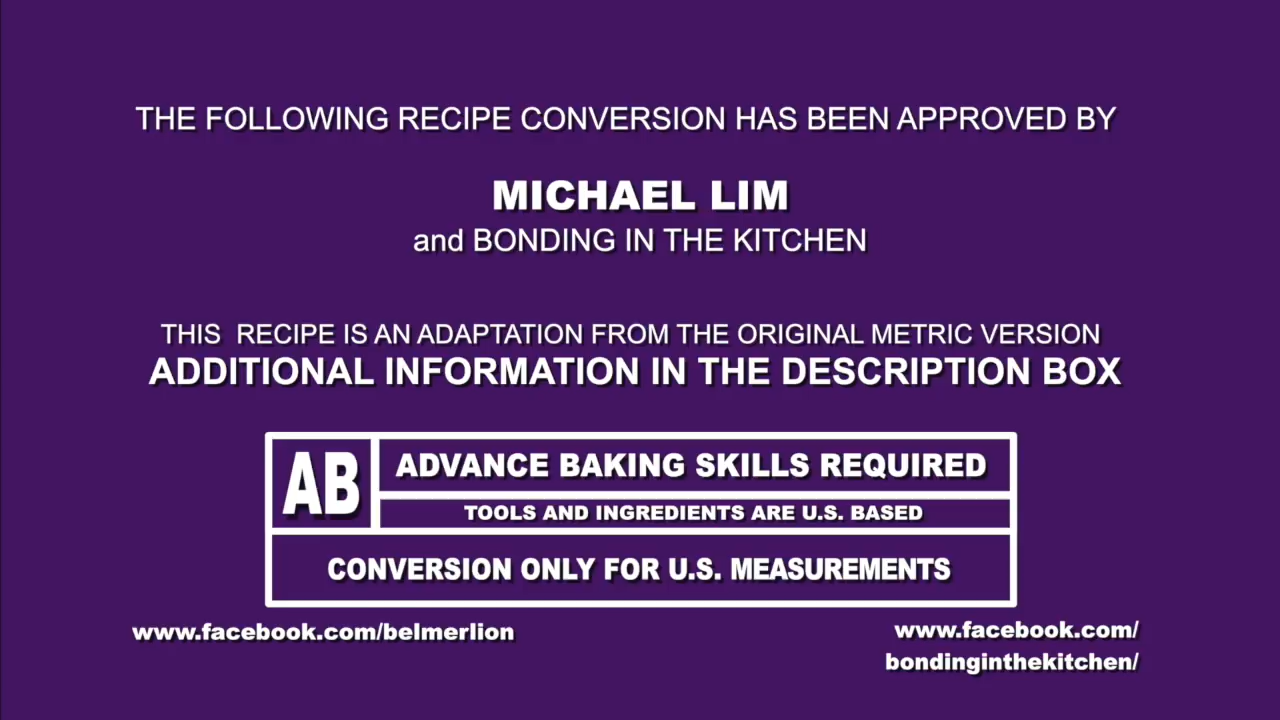 THE FOLLOWING RECIPE CONVERSION HAS BEEN APPROVED BY
MICHAEL LIM
and BONDING IN THE KITCHEN
THIS RECIPE IS AN ADAPTATION FROM THE ORIGINAL METRIC VERSION
ADDITIONAL INFORMATION IN THE DESCRIPTION BOX
AB
ADVANCE BAKING SKILLS REQUIRED
TOOLS AND INGREDIENTS ARE U.S. BASED
CONVERSION ONLY FOR U.S. MEASUREMENTS
www.facebook.com/belmerlion
www.facebook.com/
bondinginthekitchen/